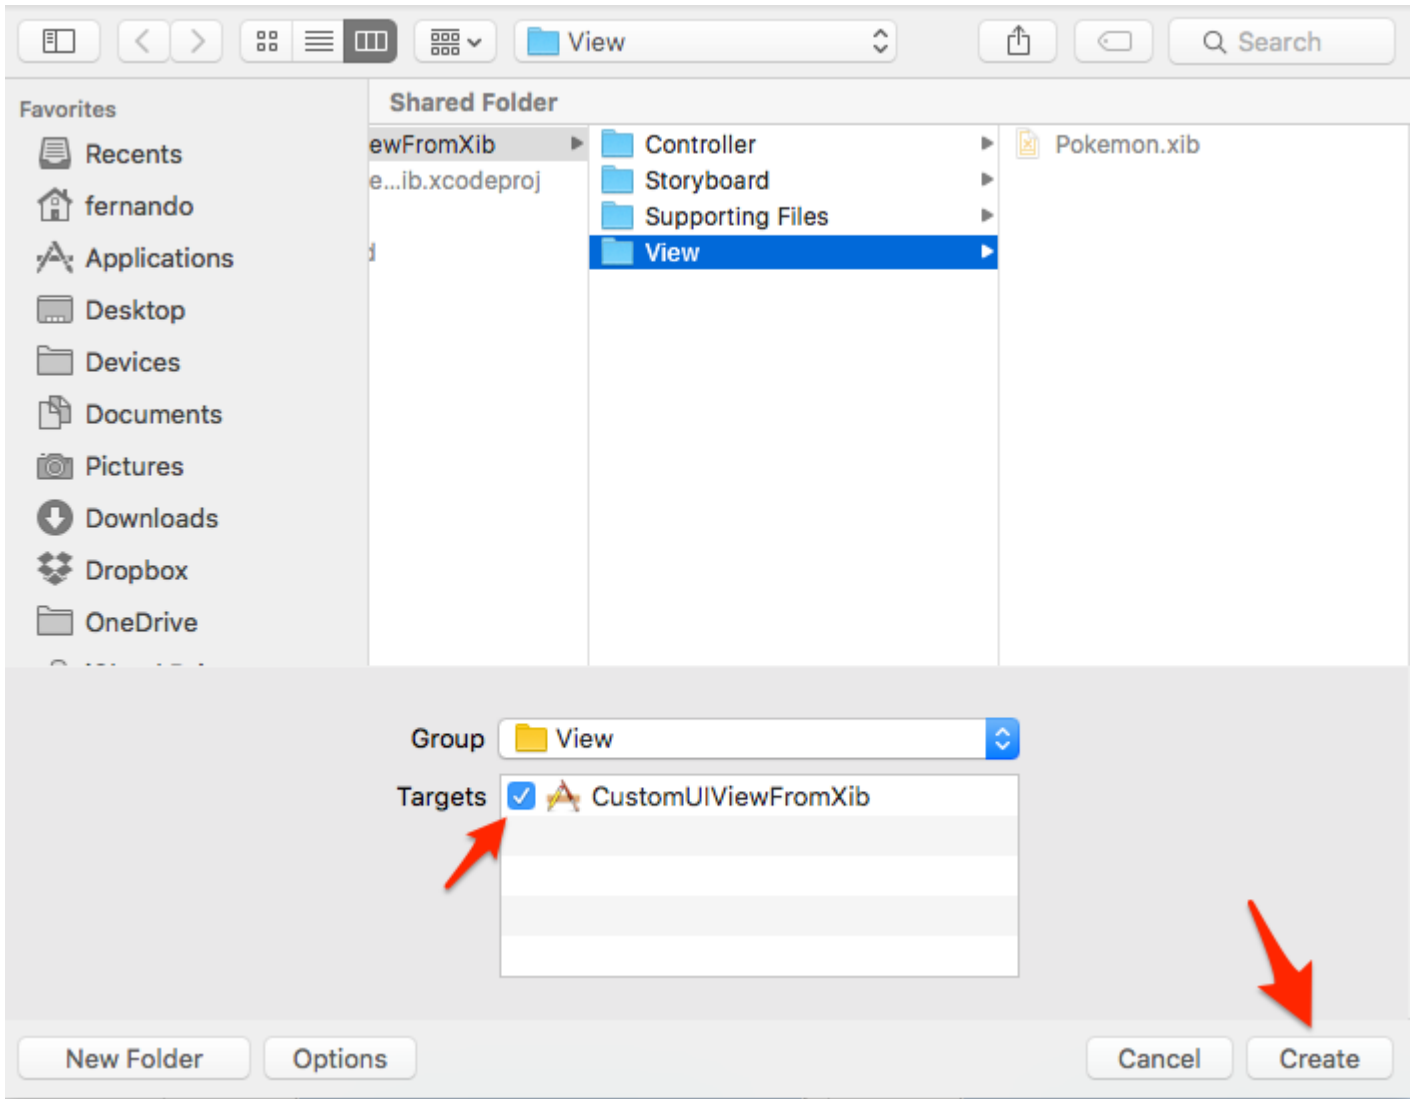 View
Search
Favorites
Shared Folder
Recents
fernando
Applications
Desktop
Devices
Documents
Pictures
Downloads
Dropbox
OneDrive
ewFromXib
e...ib.xcodeproj
d
Controller
Storyboard
Supporting Files
View
Pokemon.xib
Group View
Targets CustomUIViewFromXib
New Folder Options Cancel Create